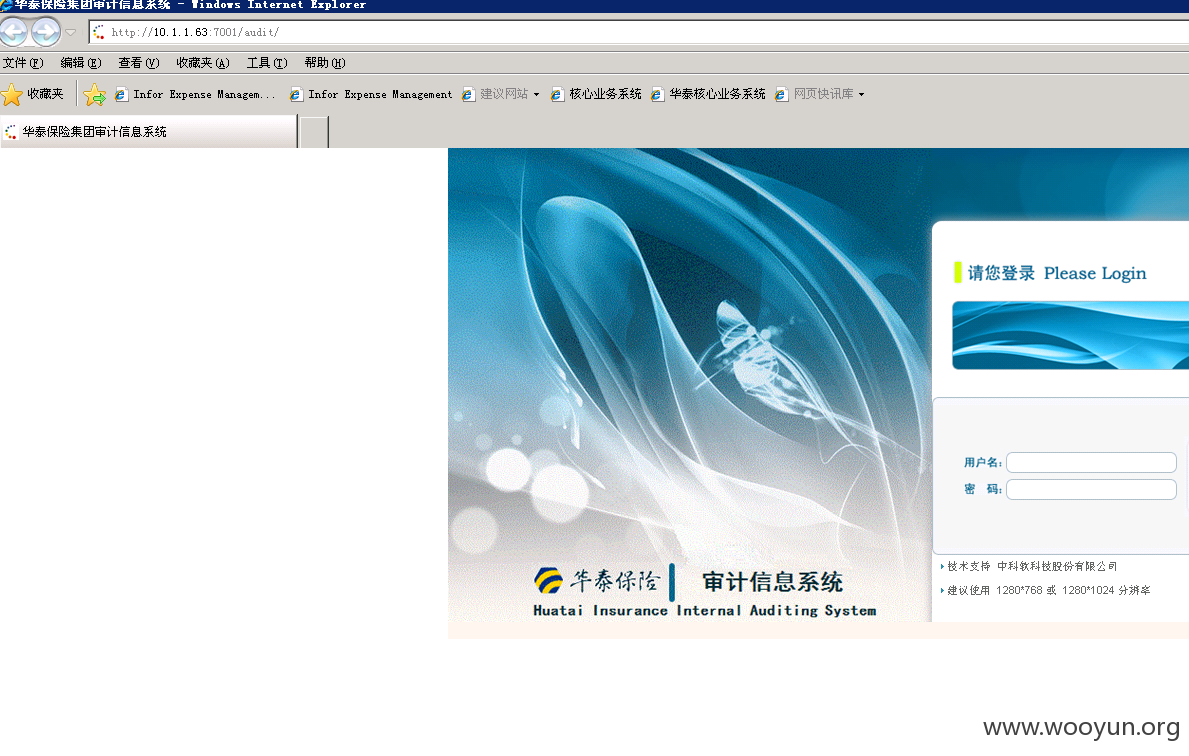 华泰保险集团审计信息系统 - Windows Internet Explorer
http://10.1.1.63:7001/audit/
文件(F) 编辑(E) 查看(V) 收藏夹(A) 工具(T) 帮助(H)
收藏夹 Infor Expense Managem... Infor Expense Management 建议网站 核心业务系统 华泰核心业务系统 网页快讯库
华泰保险集团审计信息系统
请您登录 Please Login
用户名:
密 码:
技术支持 中科软科技股份有限公司
建议使用 1280*768 或 1280*1024 分辨率
华泰保险 审计信息系统
Huatai Insurance Internal Auditing System
www.wooyun.org